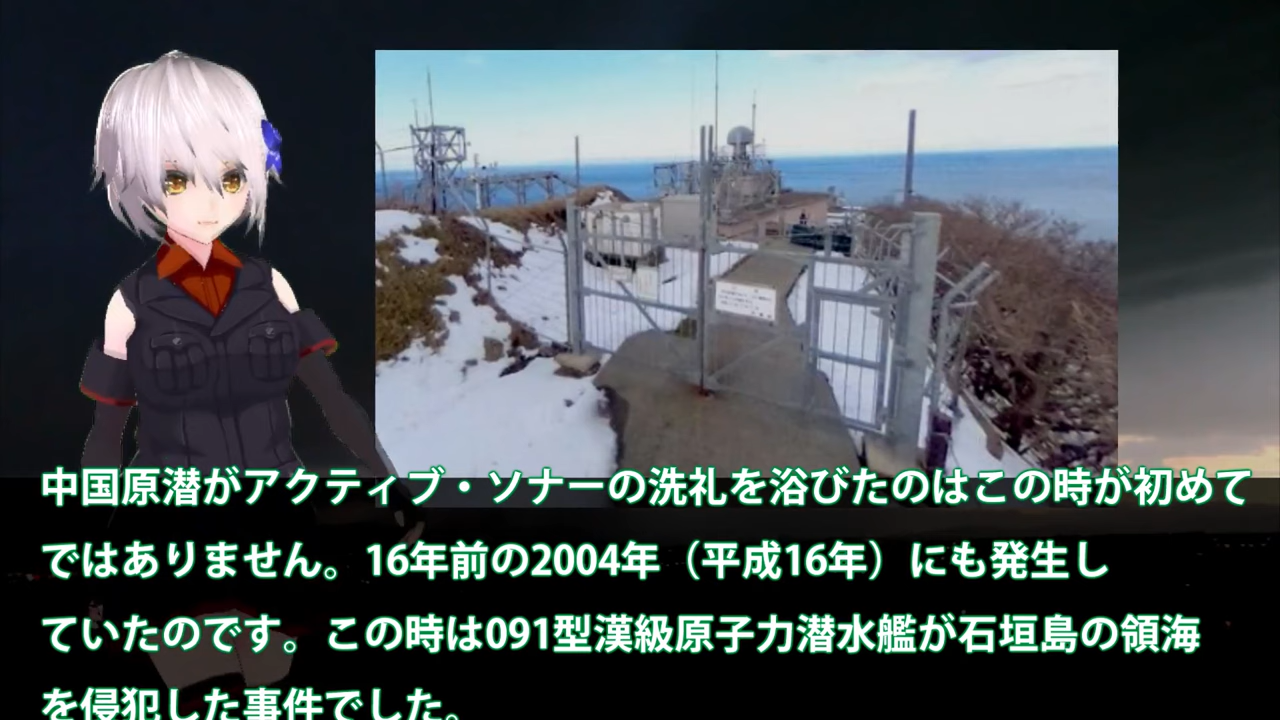 中国原潜がアクティブ・ソナーの洗礼を浴びたのはこの時が初めて
ではありません。16年前の2004年（平成16年）にも発生し
ていたのです。この時は091型漢級原子力潜水艦が石垣島の領海
を侵犯した事件でした。